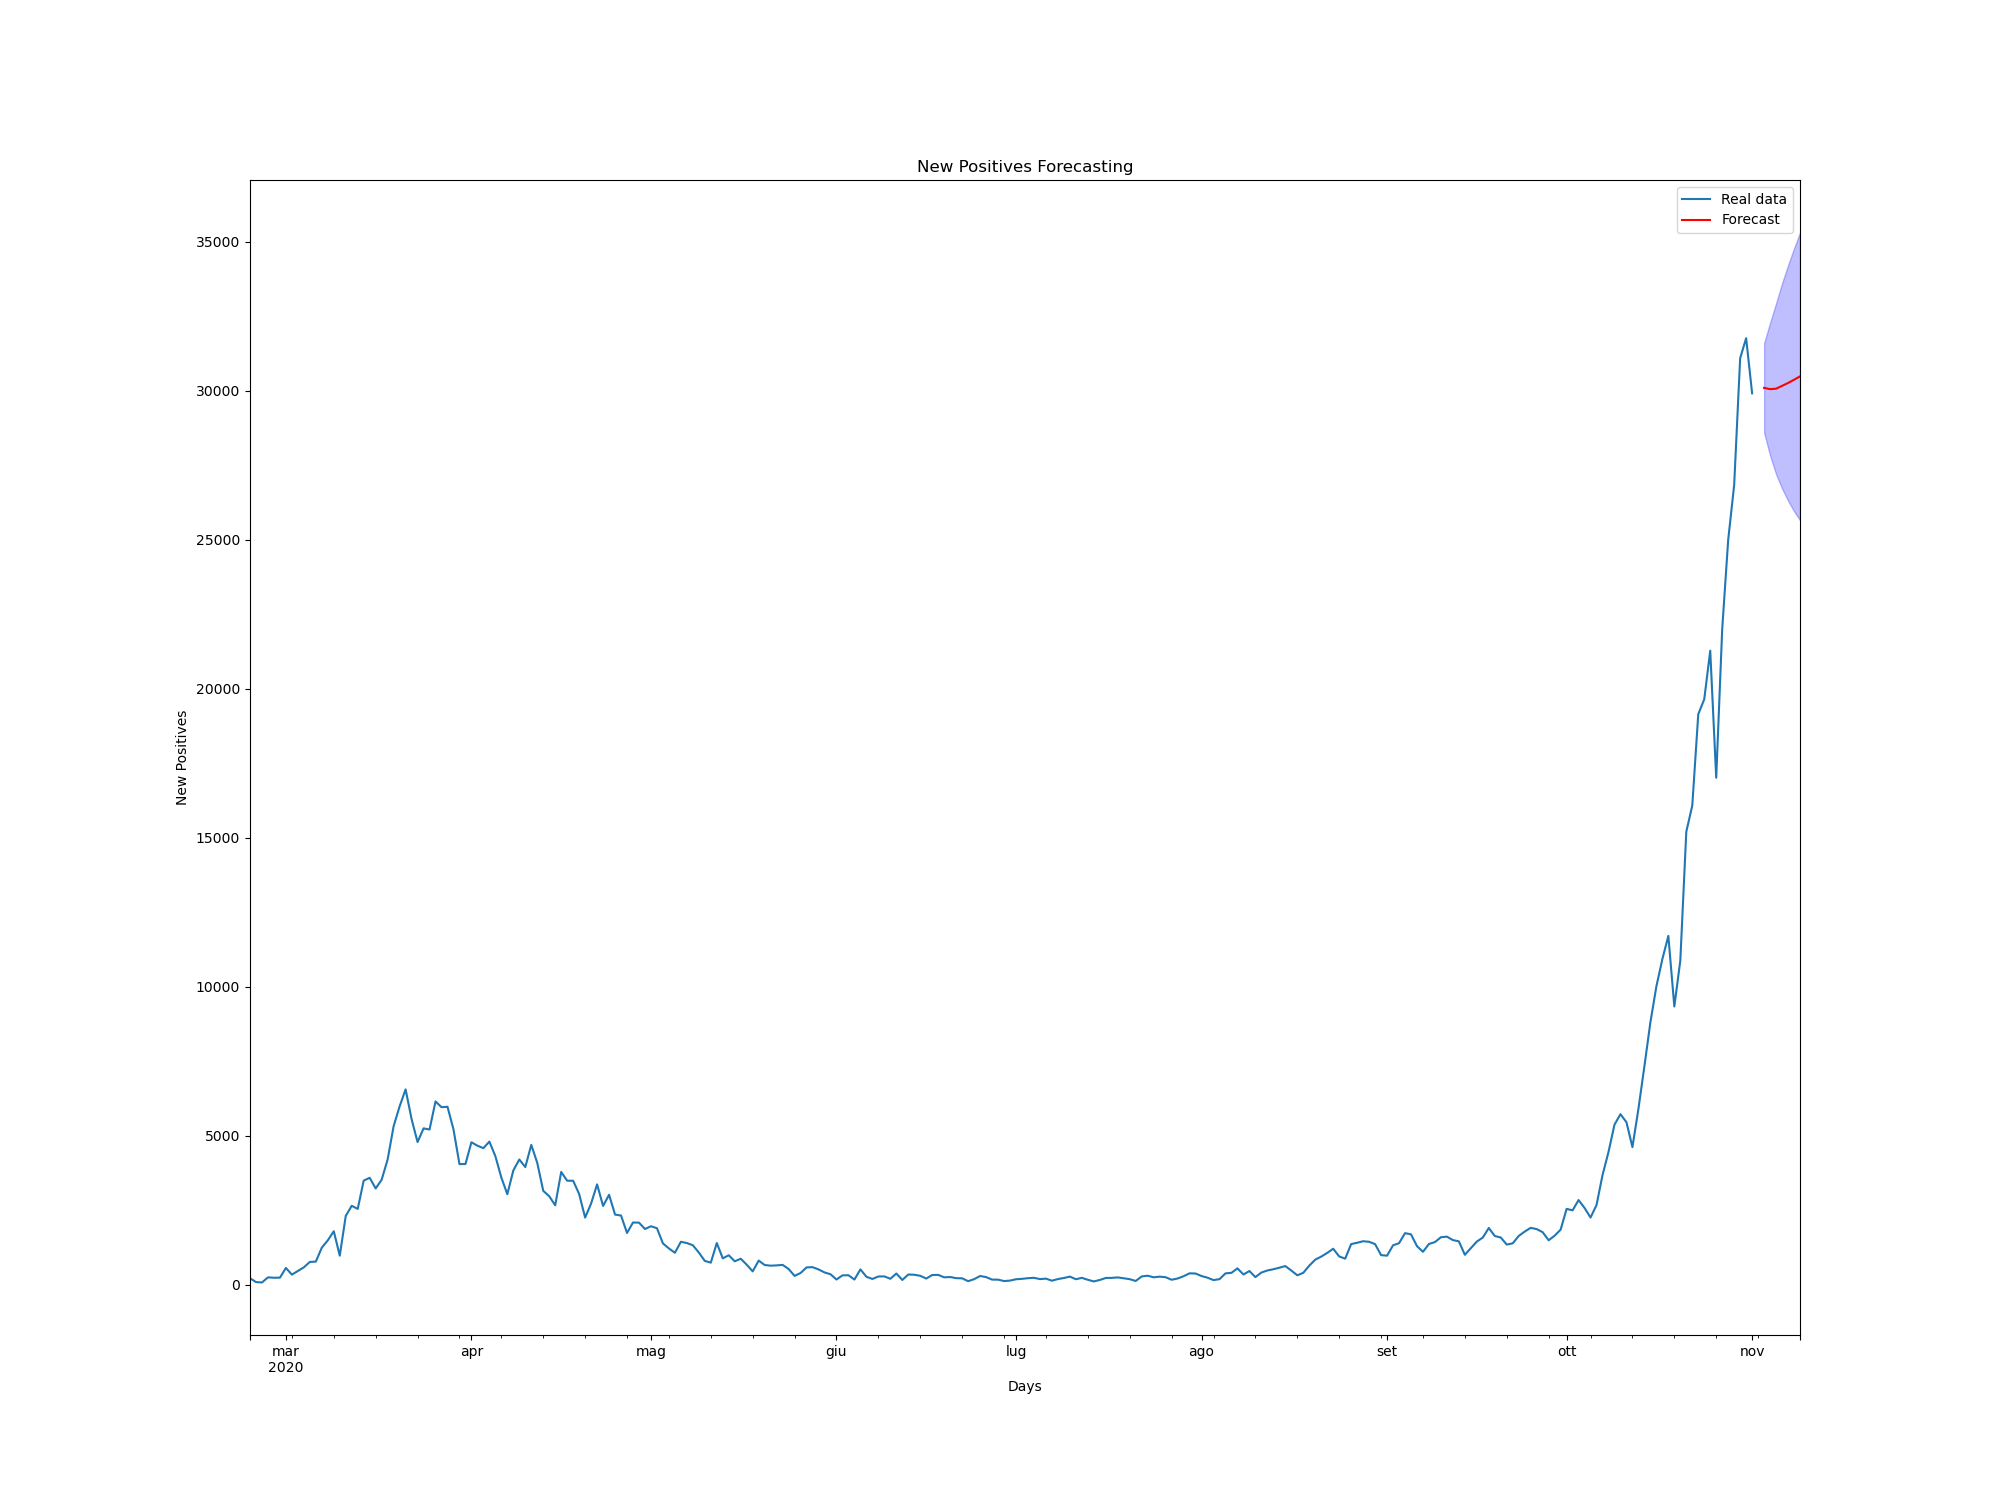 New Positives Forecasting
Real data
Forecast
35000
30000
25000
20000
15000
10000
5000
0
New Positives
mar apr mag giu lug ago set ott nov
2020
Days